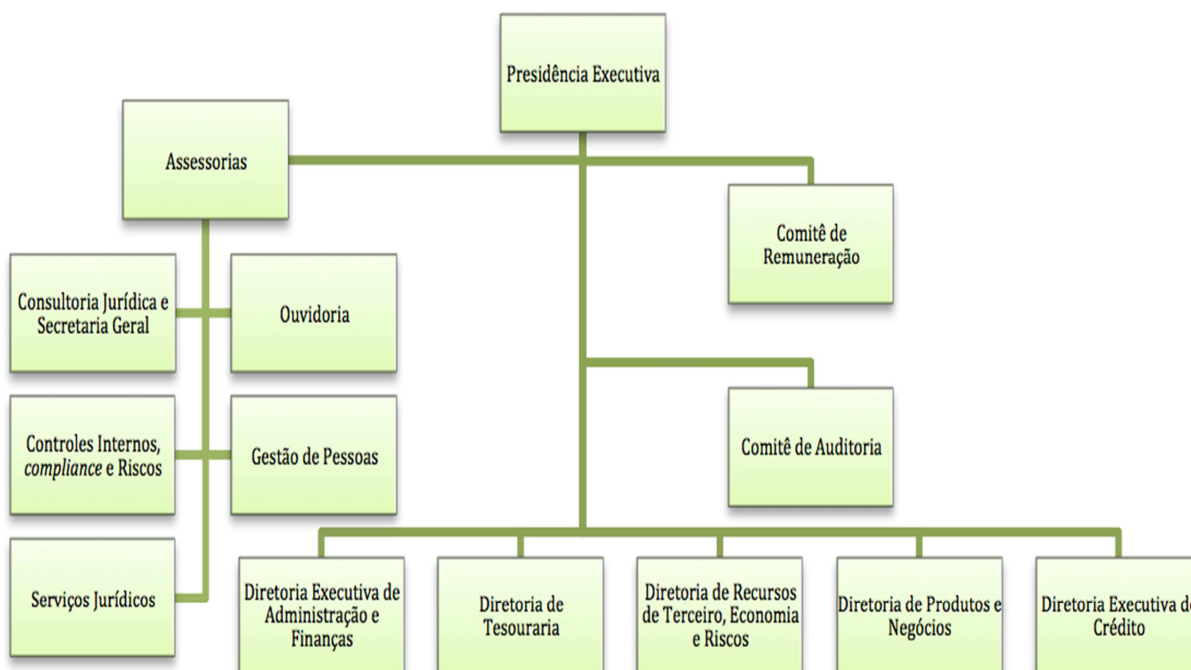 Presidência Executiva
Assessorias
Comitê de
Remuneração
Consultoria Jurídica e
Secretaria Geral
Ouvidoria
Comitê de Auditoria
Controles Internos,
compliance e Riscos
Gestão de Pessoas
Serviços Jurídicos
Diretoria Executiva de
Administração e
Finanças
Diretoria de
Tesouraria
Diretoria de Recursos
de Terceiro, Economia
e Riscos
Diretoria de Produtos e
Negócios
Diretoria Executiva de
Crédito